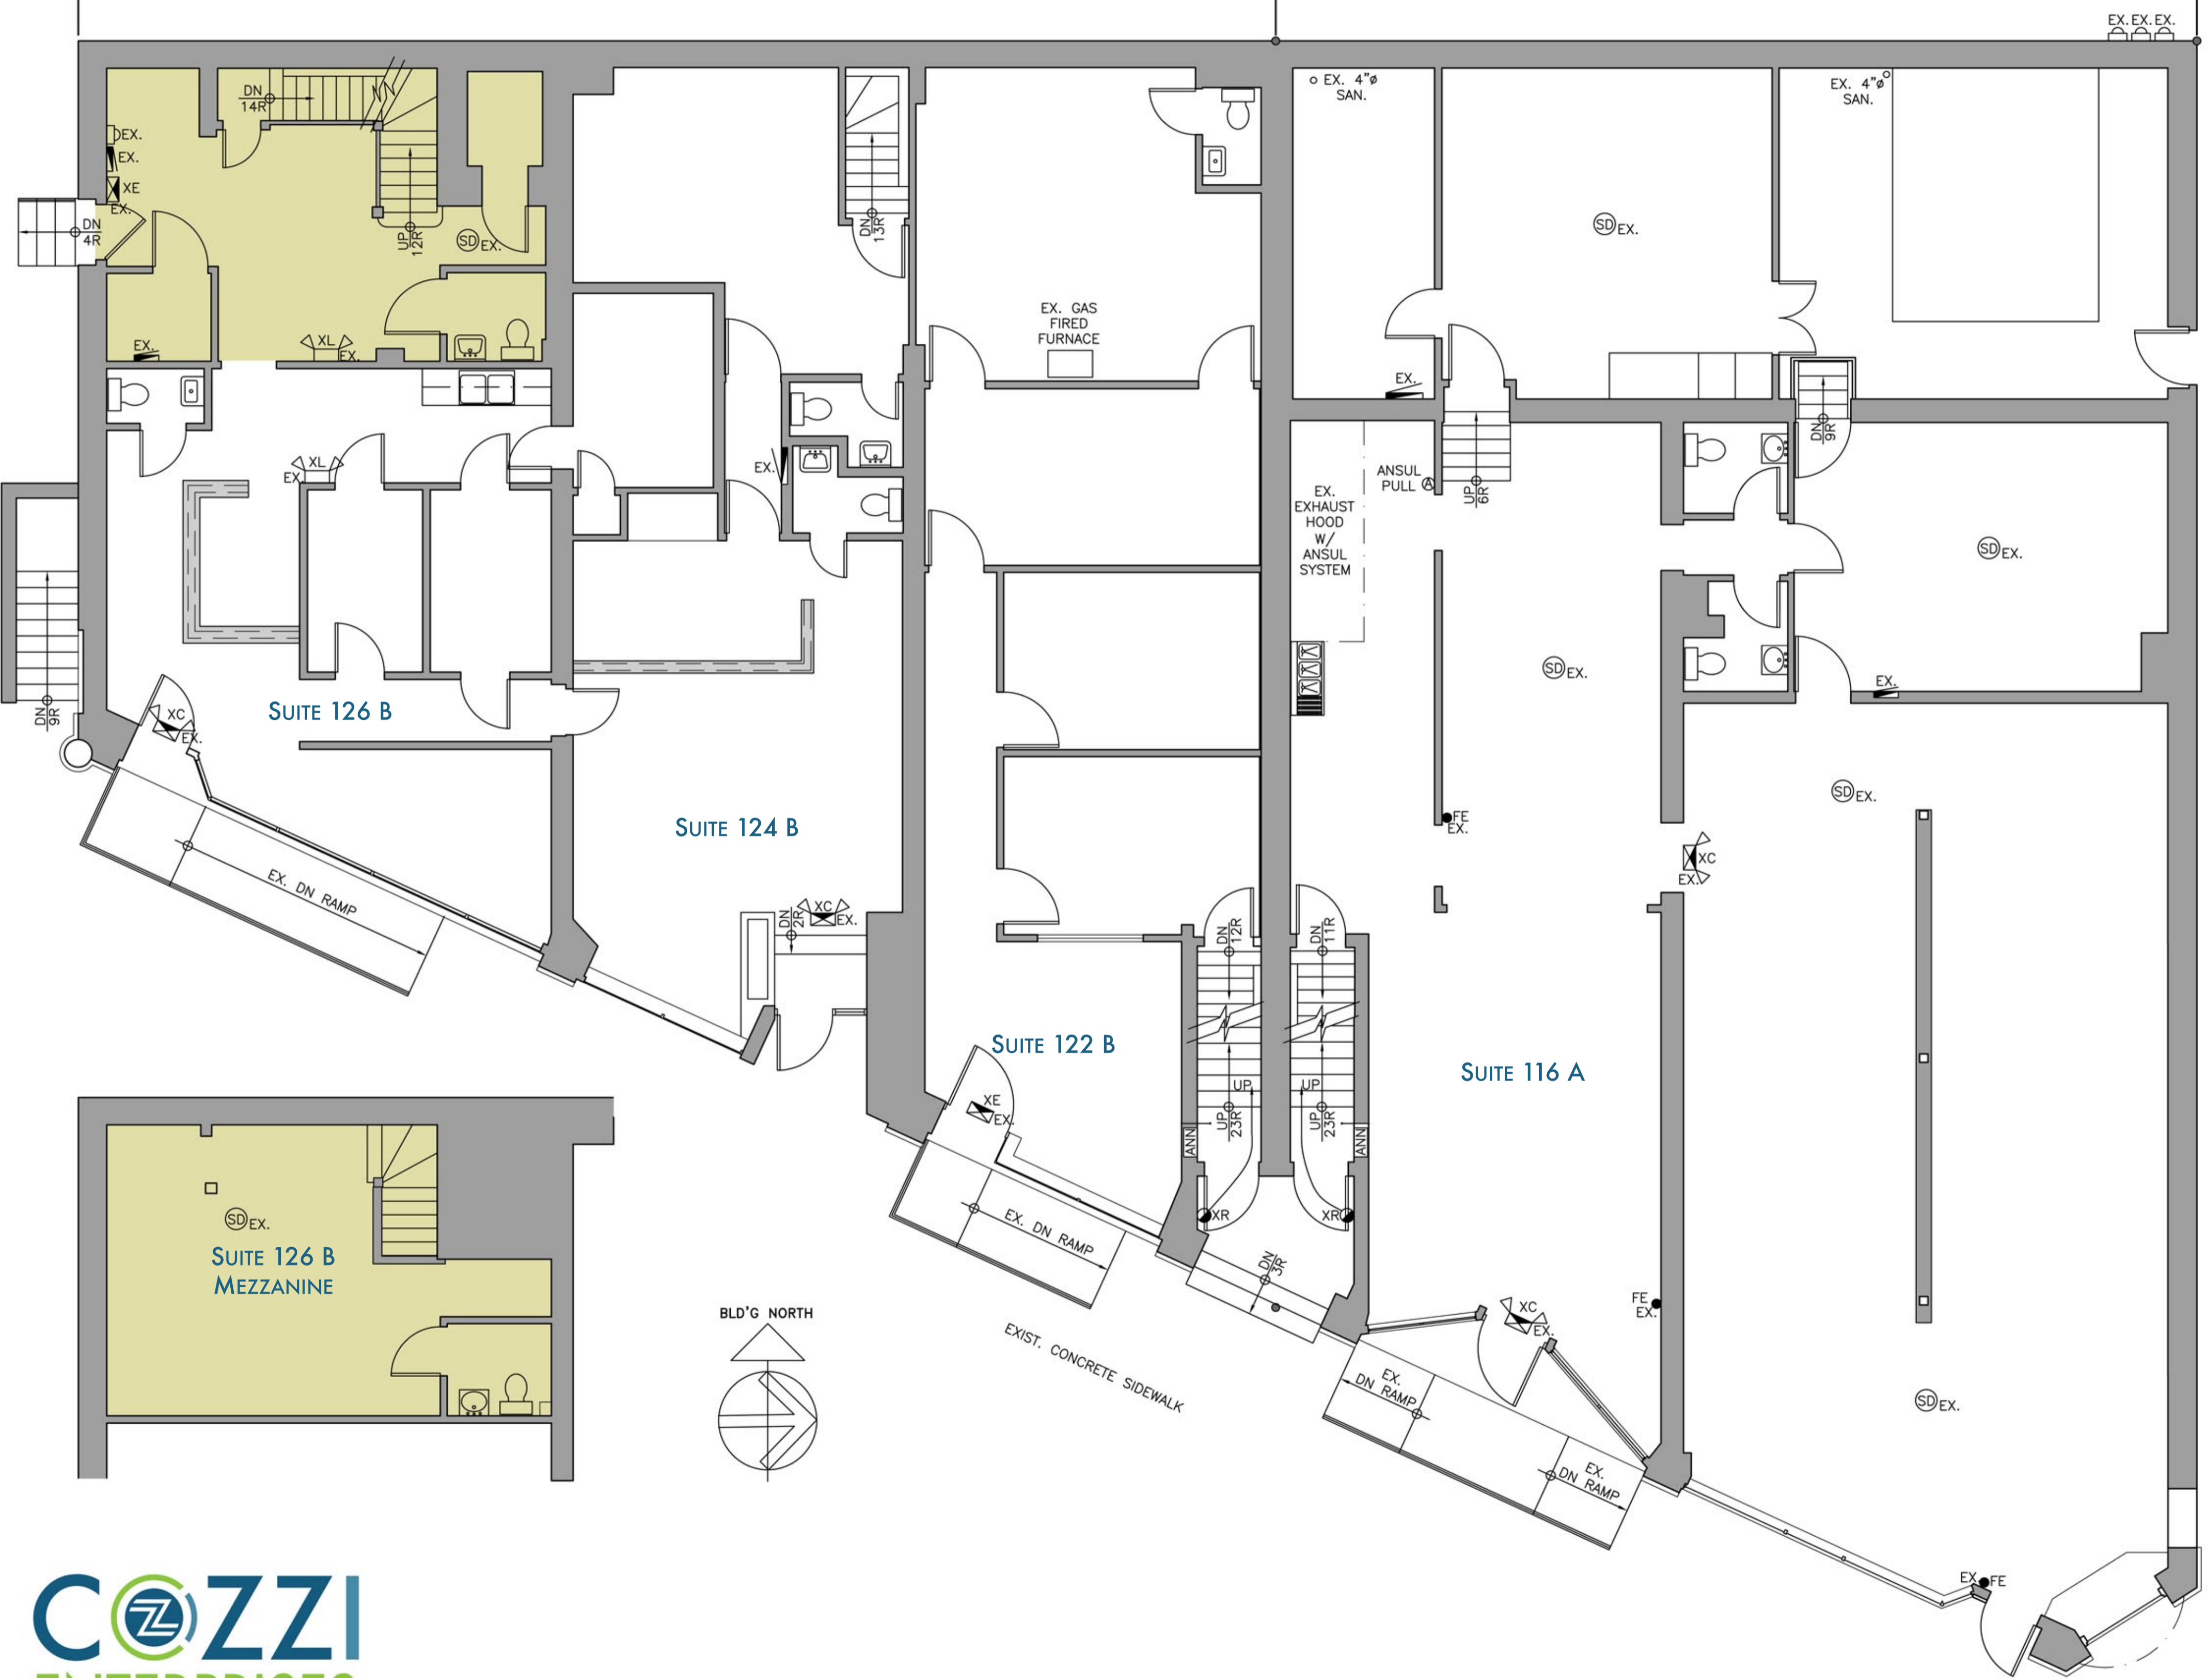 EX. EX. EX.
DN
14R
EX.
EX.
XE
EX.
DN
4R
UP
12R
SD EX.
EX.
XL
EX.
DN
13R
EX. GAS
FIRED
FURNACE
EX. 4"ø
SAN.
SD EX.
EX. 4"ø
SAN.
EX.
DN
9R
XL
EX.
EX.
EX.
EXHAUST
HOOD
W/
ANSUL
SYSTEM
ANSUL
PULL A
UP
6R
SD EX.
SD EX.
EX.
DN
9R
XC
EX.
SUITE 126 B
EX. DN RAMP
SUITE 124 B
DN
2R
XC
EX.
FE
EX.
SD EX.
XC
EX.
DN
12R
DN
11R
SUITE 122 B
XE
EX.
UP
UP
UP
23R
UP
23R
ANN
ANN
XR
XR
SUITE 116 A
EX. DN RAMP
DN
3R
EXIST. CONCRETE SIDEWALK
FE
EX.
XC
EX.
EX.
DN RAMP
EX.
DN RAMP
SD EX.
EX. FE
SD EX.
SUITE 126 B
MEZZANINE
BLD'G NORTH
COZZI
ENTERPRISES